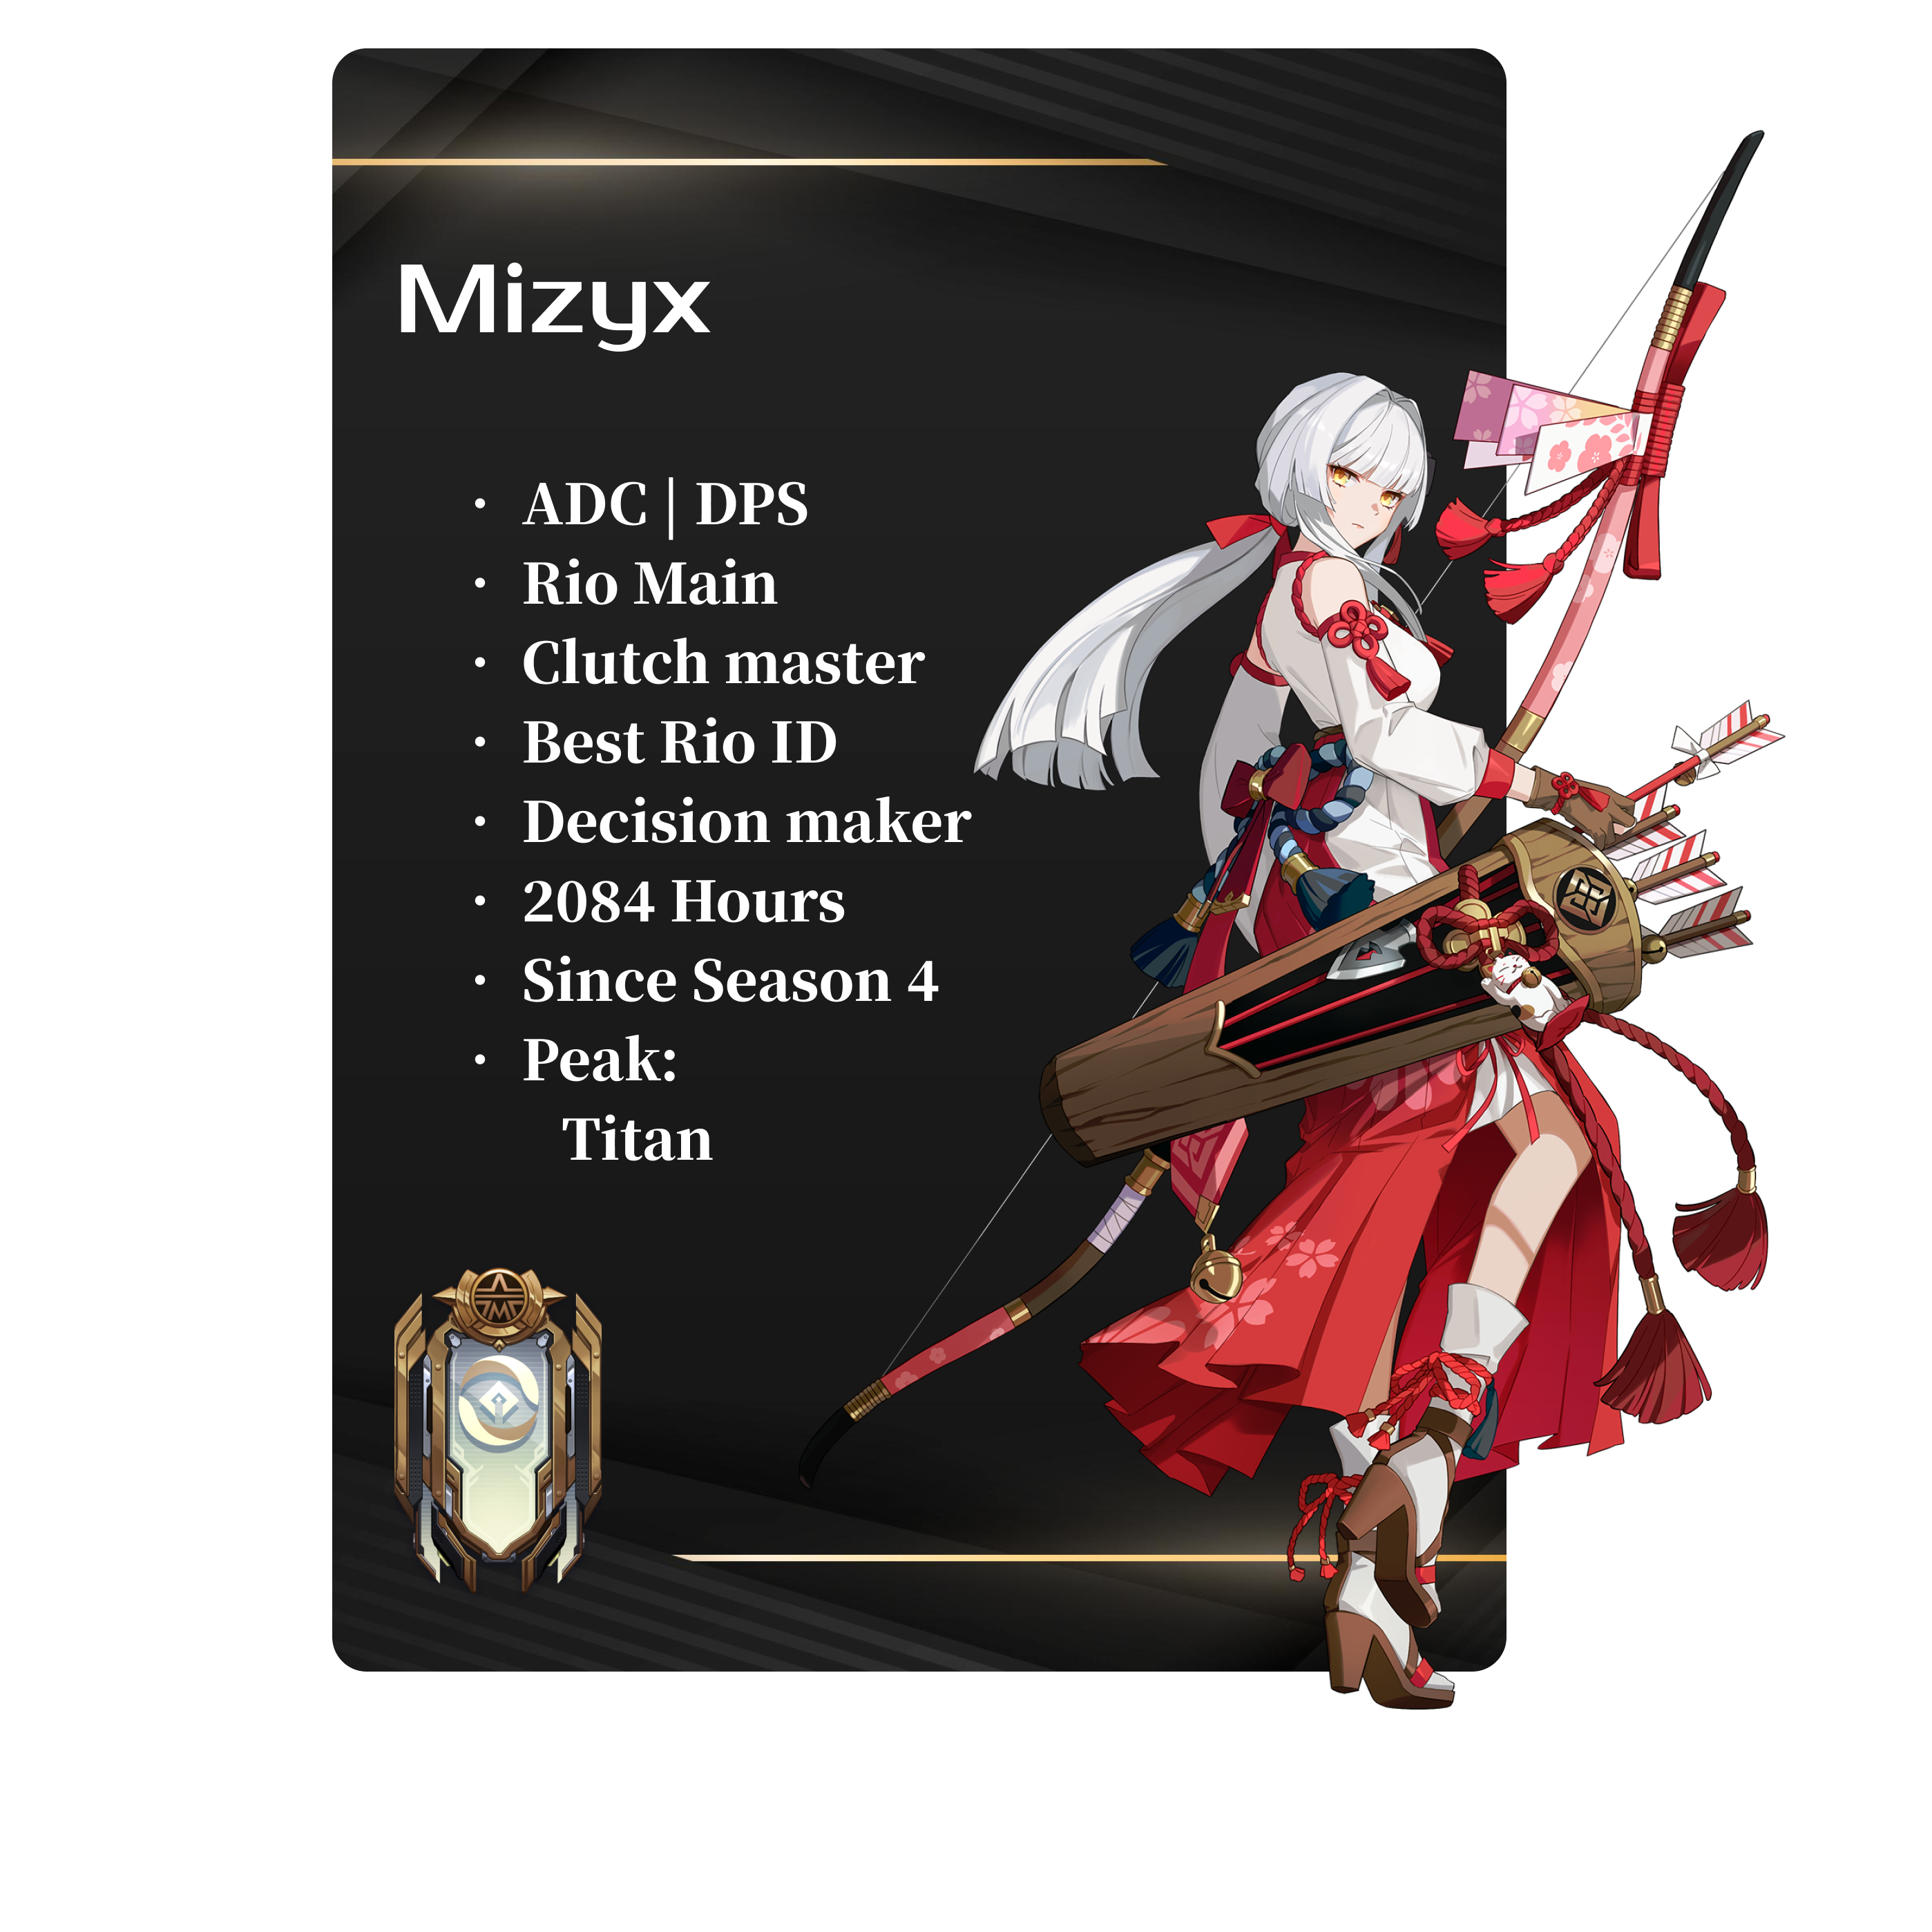 Mizyx
· ADC | DPS
· Rio Main
· Clutch master
· Best Rio ID
· Decision maker
· 2084 Hours
· Since Season 4
· Peak:
Titan